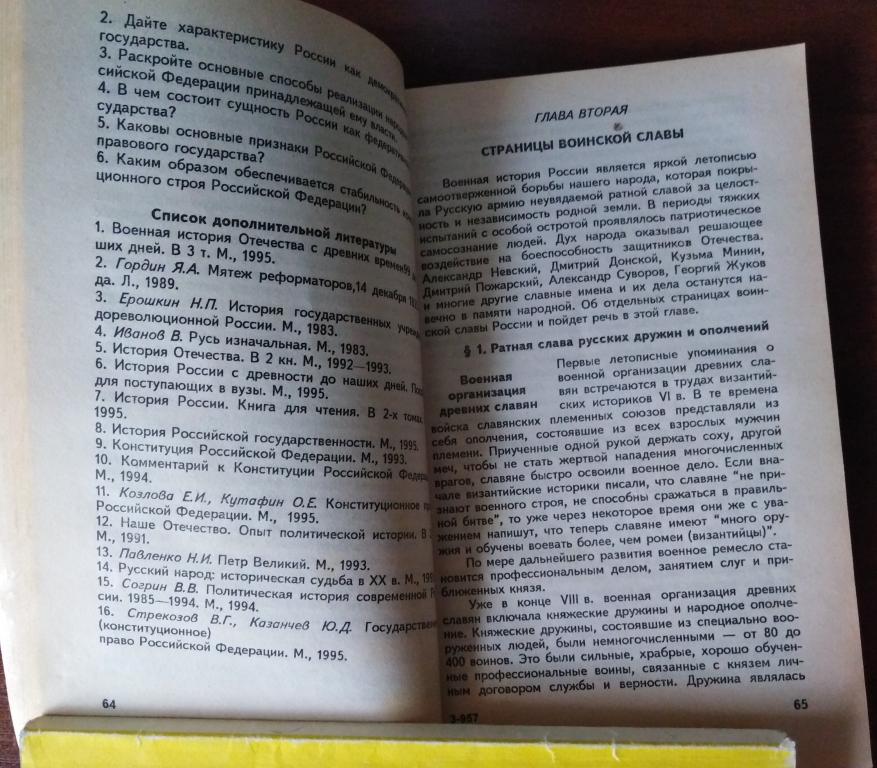 2. Дайте характеристику России как
государства.
3. Раскройте основные способы реализации
сийской Федерации принадлежащей ему власти.
4. В чем состоит сущность России как
сударства?
5. Каковы основные признаки Российской
правового государства?
6. Каким образом обеспечивается стабильность
ционного строя Российской Федерации?
Список дополнительной литературы
1. Военная история Отечества с древних времен
ших дней. В 3 т. М., 1995.
2. Гордин Я.А. Мятеж реформаторов,14 декабря
да. Л., 1989.
3. Ерошкин Н.П. История государственных
дореволюционной России. М., 1983.
4. Иванов В. Русь изначальная. М., 1983.
5. История Отечества. В 2 кн. М., 1992—1993.
6. История России с древности до наших дней.
для поступающих в вузы. М., 1995.
7. История России. Книга для чтения. В 2-х томах.
1995.
8. История Российской государственности. М., 1995.
9. Конституция Российской Федерации. М., 1993.
10. Комментарий к Конституции Российской
М., 1994.
11. Козлова Е.И., Кутафин О.Е. Конституционное
Российской Федерации. М., 1995.
12. Наше Отечество. Опыт политической истории. В
М., 1991.
13. Павленко Н.И. Петр Великий. М., 1993.
14. Русский народ: историческая судьба в XX в. М.,
15. Согрин В.В. Политическая история современной
сии. 1985—1994. М., 1994.
16. Стрекозов В.Г., Казанчев Ю.Д. Государствен
(конституционное)
право Российской Федерации. М., 1995.
64
ГЛАВА ВТОРАЯ
СТРАНИЦЫ ВОИНСКОЙ СЛАВЫ
Военная история России является яркой летописью
самоотверженной борьбы нашего народа, которая покры-
ла Русскую армию неувядаемой ратной славой за целост-
ность и независимость родной земли. В периоды тяжких
испытаний с особой остротой проявлялось патриотическое
самосознание людей. Дух народа оказывал решающее
воздействие на боеспособность защитников Отечества.
Александр Невский, Дмитрий Донской, Кузьма Минин,
Дмитрий Пожарский, Александр Суворов, Георгий Жуков
и многие другие славные имена и их дела останутся на-
вечно в памяти народной. Об отдельных страницах воин-
ской славы России и пойдет речь в этой главе.
§ 1. Ратная слава русских дружин и ополчений
Военная
организация
древних славян
Первые летописные упоминания о
военной организации древних сла-
вян встречаются в трудах византий-
ских историков VI в. В те времена
войска славянских племенных союзов представляли из
себя ополчения, состоявшие из всех взрослых мужчин
племени. Приученные одной рукой держать соху, другой
меч, чтобы не стать жертвой нападения многочисленных
врагов, славяне быстро освоили военное дело. Если вна-
чале византийские историки писали, что славяне "не при-
знают военного строя, не способны сражаться в правиль-
ной битве", то уже через некоторое время они же с ува-
жением напишут, что теперь славяне имеют "много ору-
жия и обучены воевать более, чем ромеи (византийцы)".
По мере дальнейшего развития военное ремесло ста-
новится профессиональным делом, занятием слуг и при-
ближенных князя.
Уже в конце VIII в. военная организация древних
славян включала княжеские дружины и народное ополче-
ние. Княжеские дружины, состоявшие из специально воо-
руженных людей, были немногочисленными — от 80 до
400 воинов. Это были сильные, храбрые, хорошо обучен-
ные профессиональные воины, связанные с князем лич-
ным договором службы и верности. Дружина являлась
3-957
65